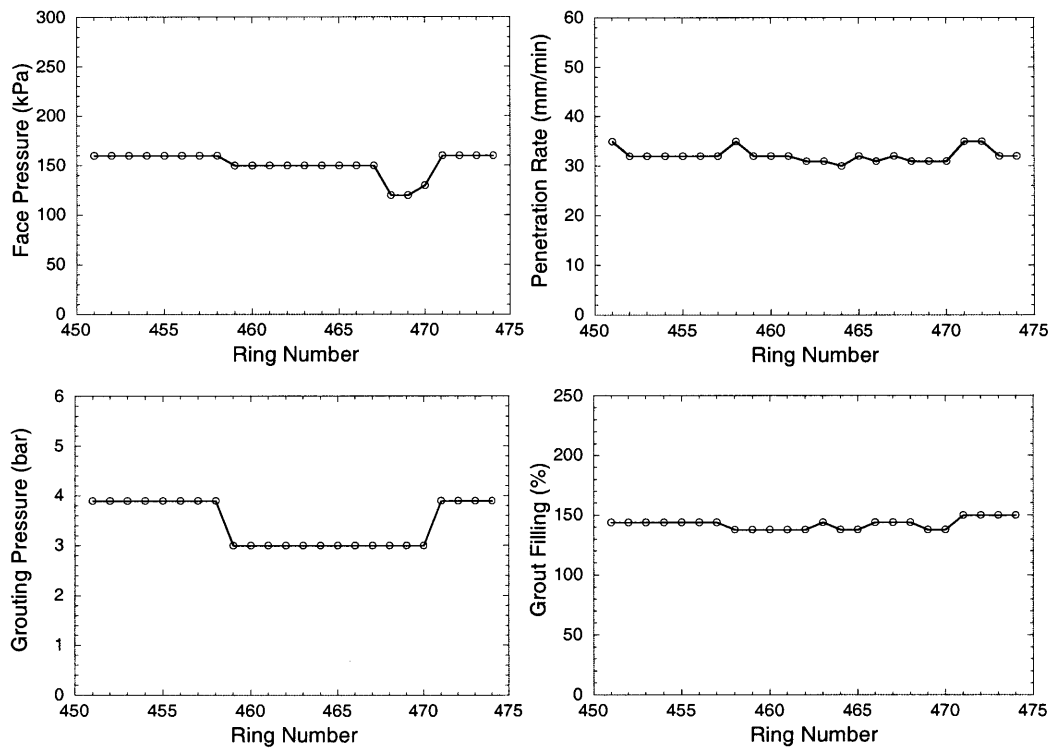 Face Pressure (kPa)
300
250
200
150
100
50
0
450 455 460 465 470 475
Ring Number
Penetration Rate (mm/min)
60
50
40
30
20
10
0
450 455 460 465 470 475
Ring Number
Grouting Pressure (bar)
6
5
4
3
2
1
0
450 455 460 465 470 475
Ring Number
Grout Filling (%)
250
200
150
100
50
0
450 455 460 465 470 475
Ring Number